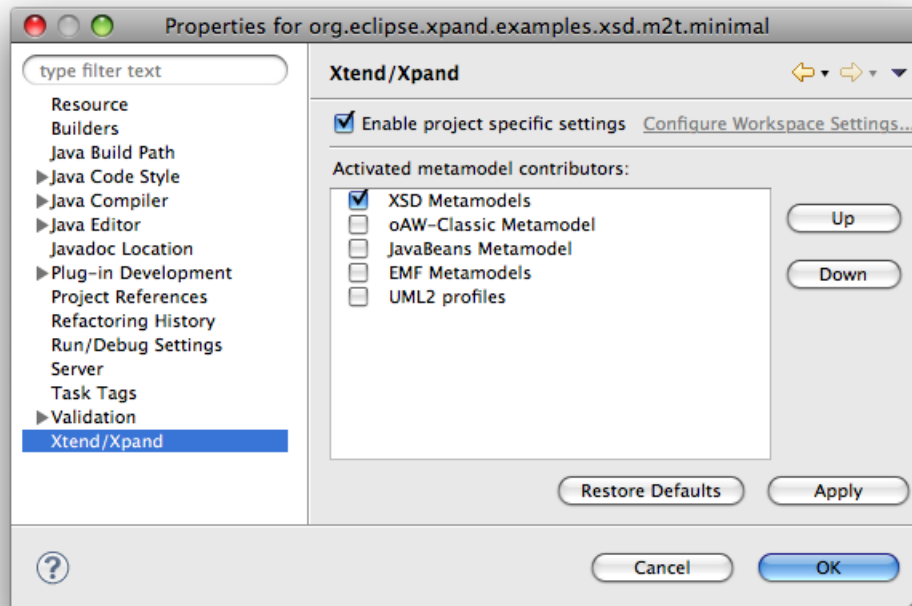 Properties for org.eclipse.xpand.examples.xsd.m2t.minimal
type filter text
Resource
Builders
Java Build Path
Java Code Style
Java Compiler
Java Editor
Javadoc Location
Plug-in Development
Project References
Refactoring History
Run/Debug Settings
Server
Task Tags
Validation
Xtend/Xpand
Xtend/Xpand
Enable project specific settings Configure Workspace Settings...
Activated metamodel contributors:
XSD Metamodels
oAW-Classic Metamodel
JavaBeans Metamodel
EMF Metamodels
UML2 profiles
Up
Down
Restore Defaults Apply
? Cancel OK